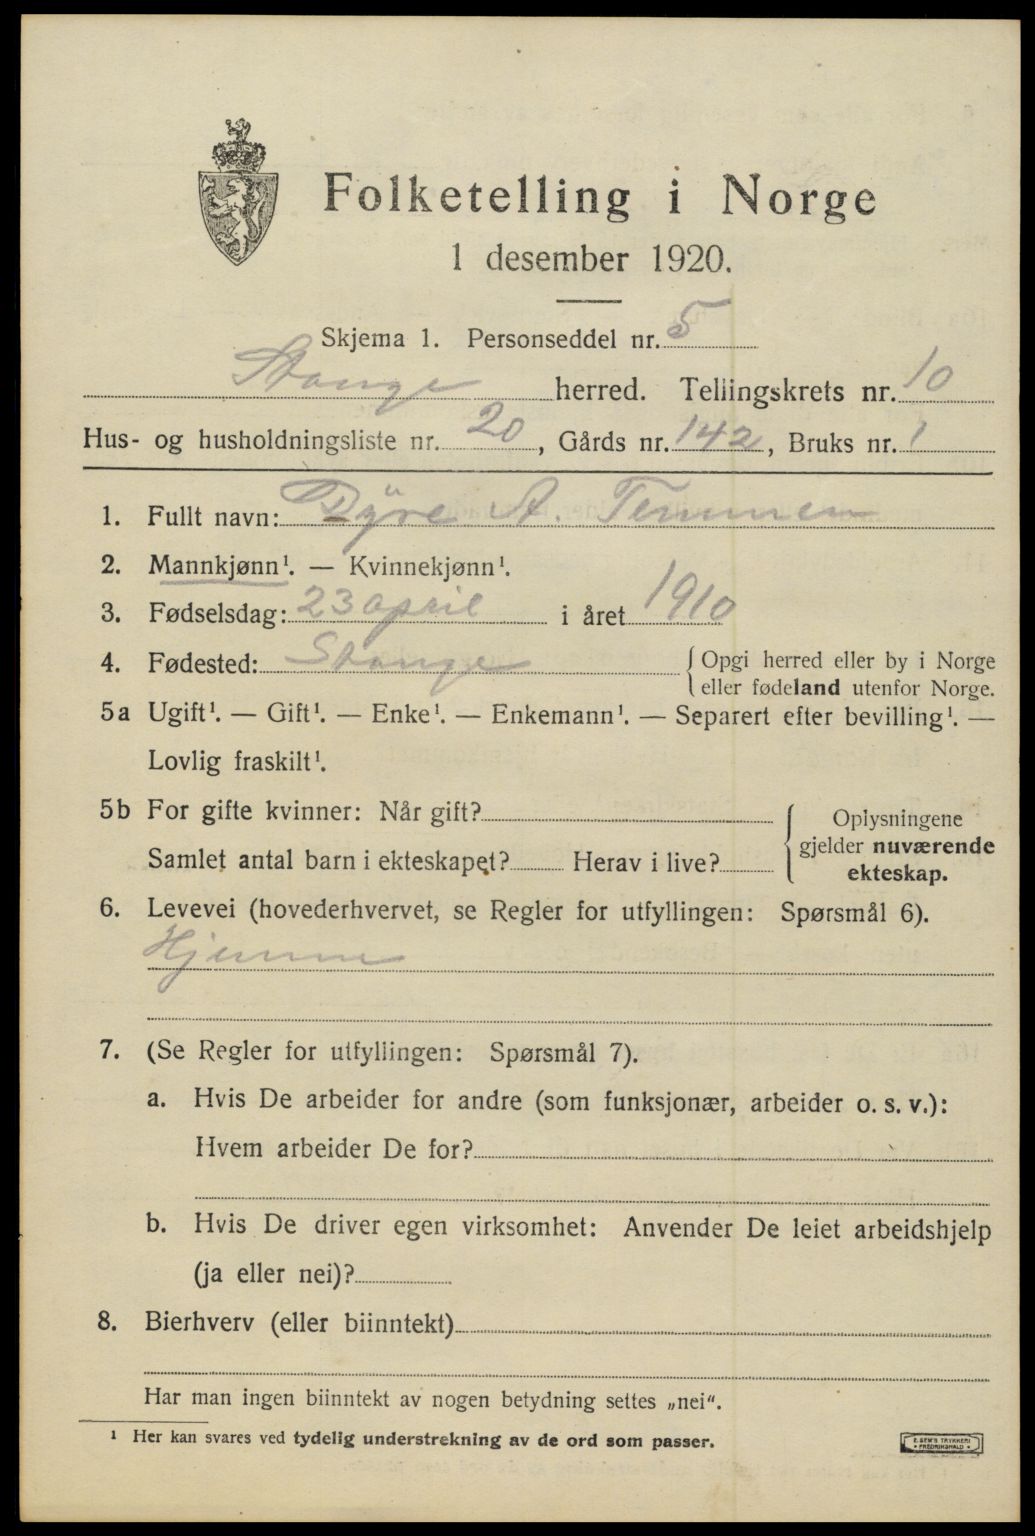 Folketelling i Norge
1 desember 1920.
Skjema 1. Personseddel nr. 5
Stange herred. Tellingskrets nr. 10
Hus- og husholdningsliste nr. 20, Gårds nr. 142, Bruks nr. 1
1. Fullt navn: Dÿre A. Temmen
2. Mannkjønn¹. — Kvinnekjønn¹.
3. Fødselsdag: 23 april i året 1910
4. Fødested: Stange { Opgi herred eller by i Norge
eller fødeland utenfor Norge.
5a Ugift¹. — Gift¹. — Enke¹. — Enkemann¹. — Separert efter bevilling¹. —
Lovlig fraskilt¹.
5b For gifte kvinner: Når gift?
Samlet antal barn i ekteskapet? Herav i live?
Oplysningene
gjelder nuværende
ekteskap.
6. Levevei (hovederhvervet, se Regler for utfyllingen: Spørsmål 6).
Hjemme
7. (Se Regler for utfyllingen: Spørsmål 7).
a. Hvis De arbeider for andre (som funksjonær, arbeider o. s. v.):
Hvem arbeider De for?
b. Hvis De driver egen virksomhet: Anvender De leiet arbeidshjelp
(ja eller nei)?
8. Bierhverv (eller biinntekt)
Har man ingen biinntekt av nogen betydning settes „nei“.
¹ Her kan svares ved tydelig understrekning av de ord som passer.
E. SEM'S TRYKKERI
FREDRIKSHALD